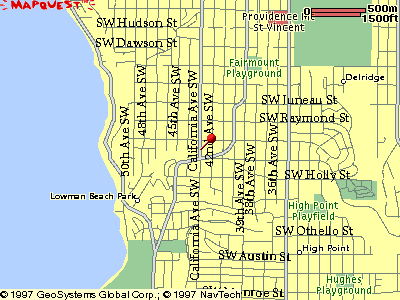 MAPQUEST
SW Hudson St
SW Dawson St
Providence Int
St Vincent
500m
1500ft
Fairmount
Playground
Delridge
SW Juneau St
SW Raymond St
50th Ave SW
48th Ave SW
45th Ave SW
California Ave SW
42nd Ave SW
39th Ave SW
38th Ave SW
36th Ave SW
SW Holly St
Lowman Beach Park
California Ave SW
High Point
Playfield
SW Othello St
SW Austin St
High Point
Hughes
Playground
nroe St
©1997 GeoSystems Global Corp.; © 1997 NavTech